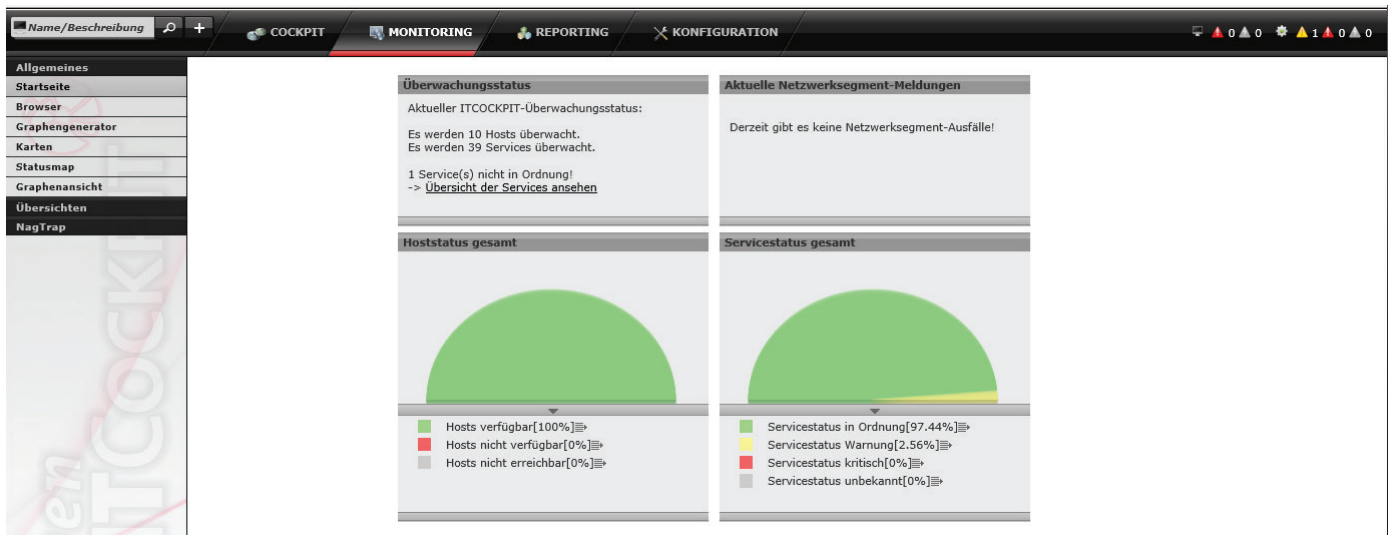 Name/Beschreibung
COCKPIT
MONITORING
REPORTING
KONFIGURATION
0 0 1 0 0
Allgemeines
Startseite
Browser
Graphengenerator
Karten
Statusmap
Graphenansicht
Übersichten
NagTrap
Überwachungsstatus
Aktueller ITCOCKPIT-Überwachungsstatus:
Es werden 10 Hosts überwacht.
Es werden 39 Services überwacht.
1 Service(s) nicht in Ordnung!
-> Übersicht der Services ansehen
Aktuelle Netzwerksegment-Meldungen
Derzeit gibt es keine Netzwerksegment-Ausfälle!
Hoststatus gesamt
Hosts verfügbar[100%]
Hosts nicht verfügbar[0%]
Hosts nicht erreichbar[0%]
Servicestatus gesamt
Servicestatus in Ordnung[97.44%]
Servicestatus Warnung[2.56%]
Servicestatus kritisch[0%]
Servicestatus unbekannt[0%]
ITCOCKPIT